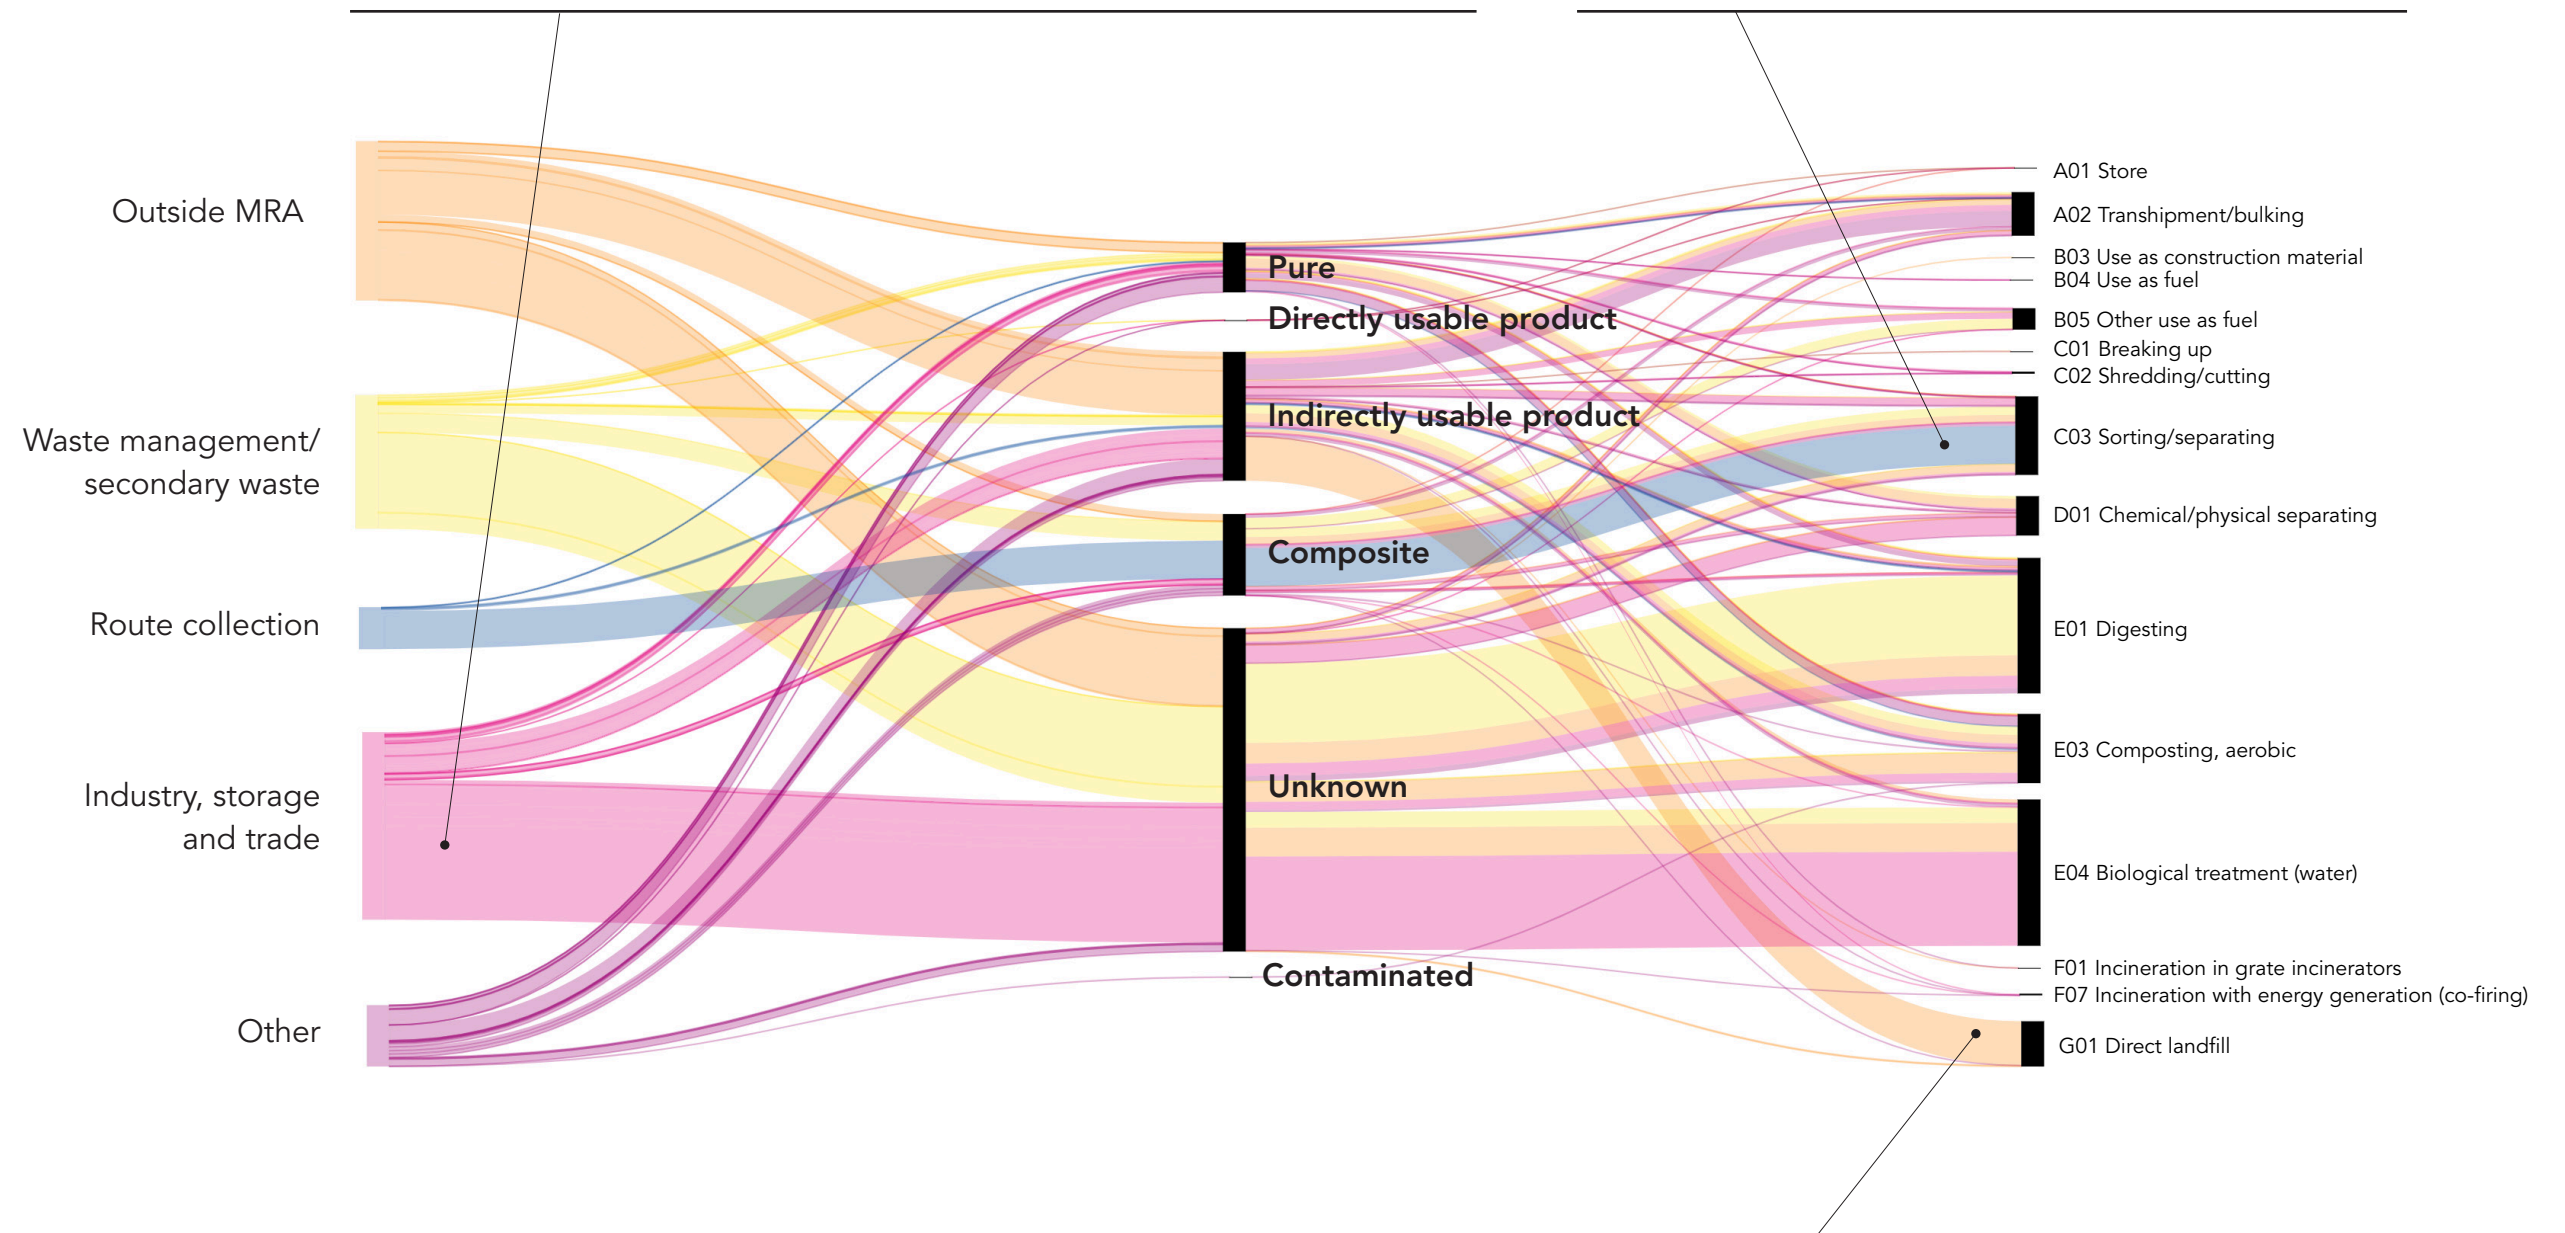 Outside MRA
Waste management/
secondary waste
Route collection
Industry, storage
and trade
Other
Pure
Directly usable product
Indirectly usable product
Composite
Unknown
Contaminated
A01 Store
A02 Transhipment/bulking
B03 Use as construction material
B04 Use as fuel
B05 Other use as fuel
C01 Breaking up
C02 Shredding/cutting
C03 Sorting/separating
D01 Chemical/physical separating
E01 Digesting
E03 Composting, aerobic
E04 Biological treatment (water)
F01 Incineration in grate incinerators
F07 Incineration with energy generation (co-firing)
G01 Direct landfill